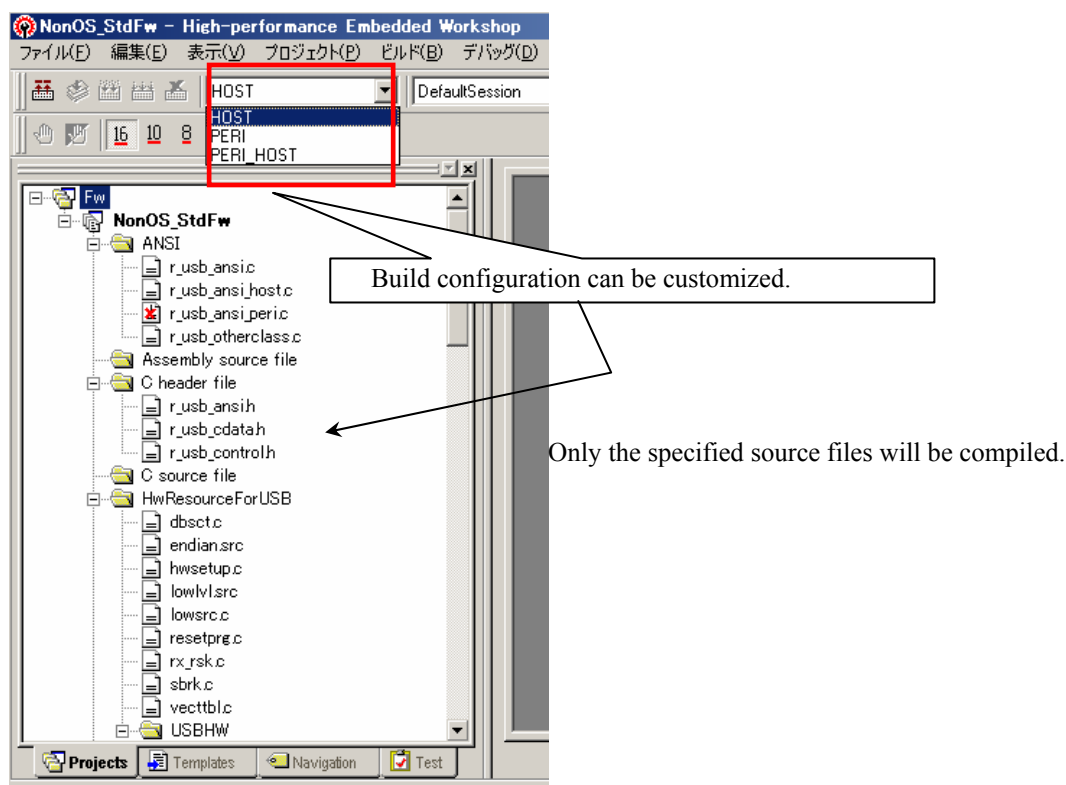 NonOS_StdFw - High-performance Embedded Workshop
ファイル(F) 編集(E) 表示(V) プロジェクト(P) ビルド(B) デバッグ(D)
HOST DefaultSession
HOST
16 10 8 PERI
PERI_HOST
Fw
NonOS_StdFw
ANSI
r_usb_ansi.c
Build configuration can be customized.
r_usb_ansi_host.c
r_usb_ansi_peri.c
r_usb_otherclass.c
Assembly source file
C header file
r_usb_ansi.h
r_usb_cdata.h
r_usb_control.h
Only the specified source files will be compiled.
C source file
HwResourceForUSB
dbsct.c
endian.src
hwsetup.c
lowlvl.src
lowsrc.c
resetprg.c
rx_rsk.c
sbrk.c
vecttbl.c
USBHW
Projects Templates Navigation Test